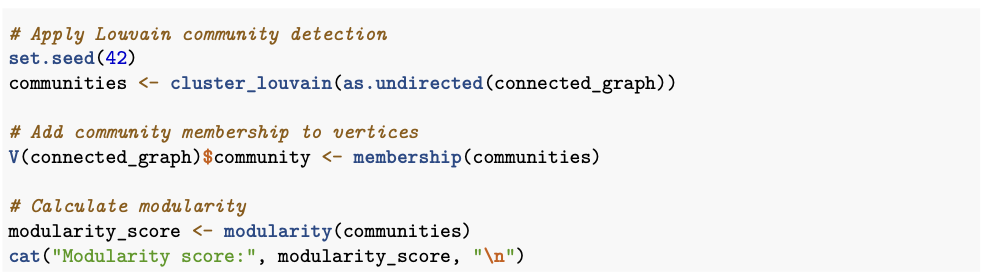 # Apply Louvain community detection
set.seed(42)
communities <- cluster_louvain(as.undirected(connected_graph))
# Add community membership to vertices
V(connected_graph)$community <- membership(communities)
# Calculate modularity
modularity_score <- modularity(communities)
cat("Modularity score:", modularity_score, "\n")